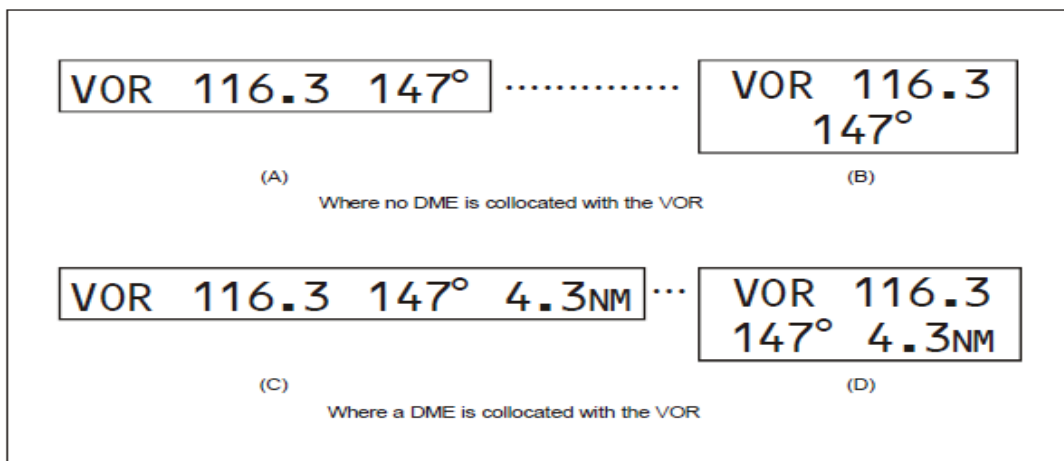 VOR 116.3 147° ..............
VOR 116.3
147°
(A)
(B)
Where no DME is collocated with the VOR
VOR 116.3 147° 4.3NM ...
VOR 116.3
147° 4.3NM
(C)
(D)
Where a DME is collocated with the VOR